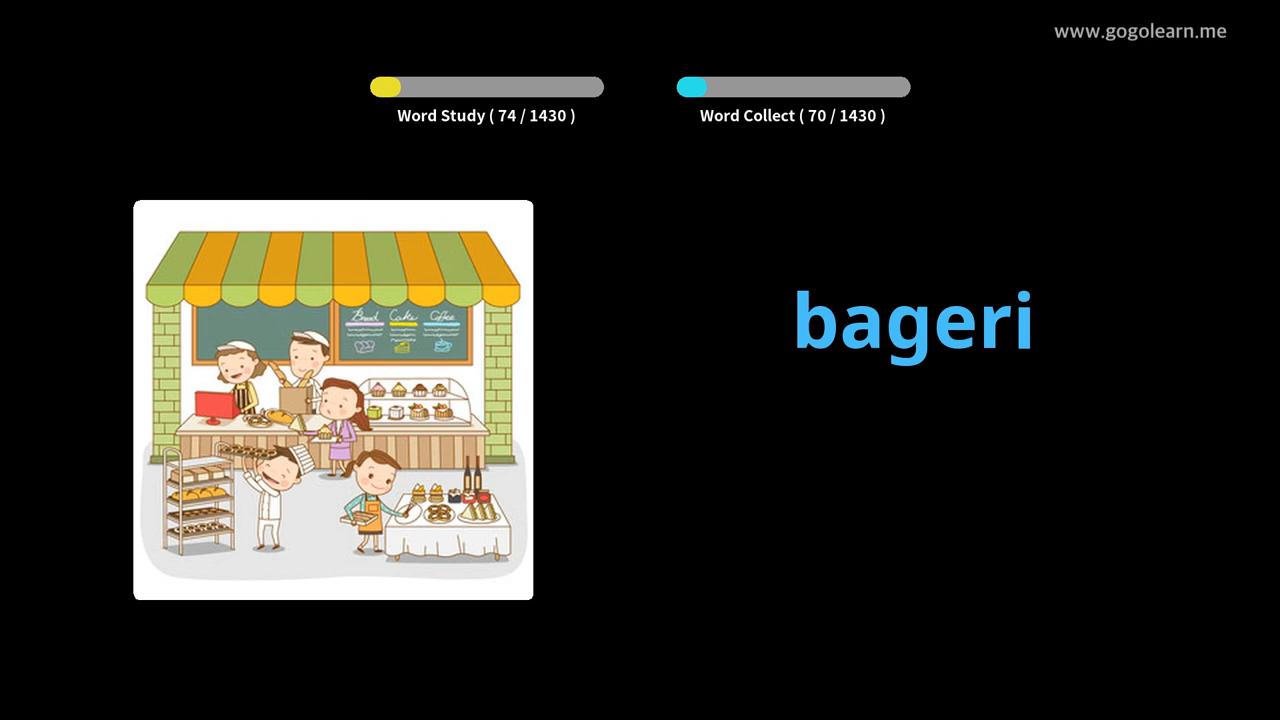 www.gogolearn.me
Word Study ( 74 / 1430 )
Word Collect ( 70 / 1430 )
Bread Cake Coffee
bageri